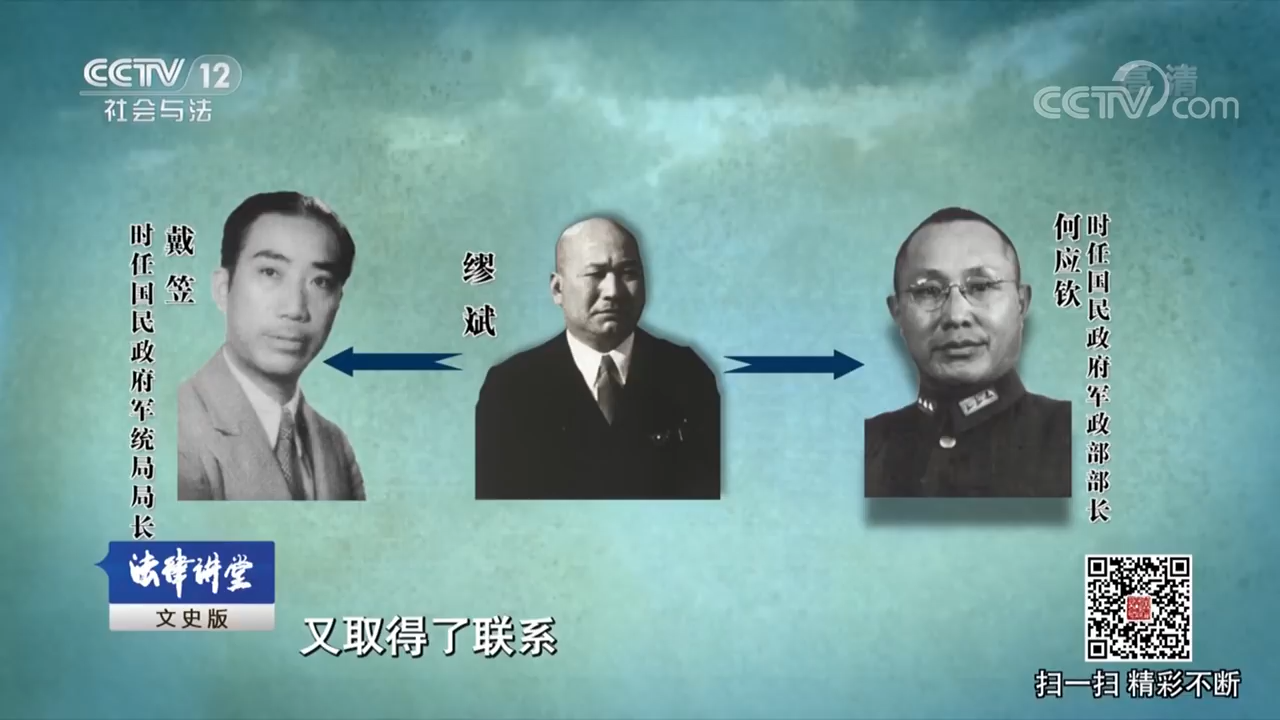 CCTV 12
社会与法
高清
CCTV com
戴笠
时任国民政府军统局局长
缪斌
何应钦
时任国民政府军政部部长
法律讲堂
文史版
又取得了联系
扫一扫 精彩不断